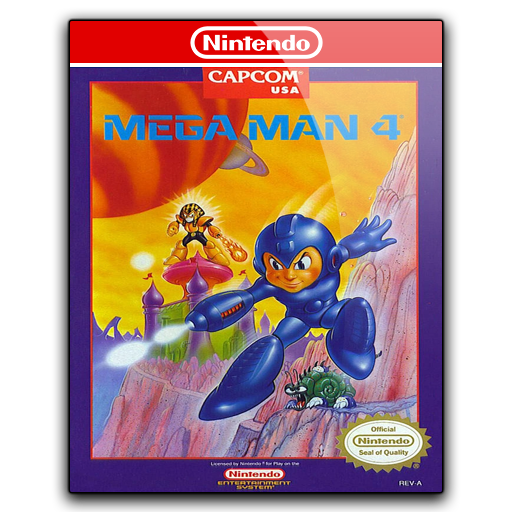 Nintendo®
CAPCOM®
USA
MEGA MAN 4™
Official
Nintendo®
Seal of Quality
Licensed by Nintendo® for Play on the
Nintendo®
ENTERTAINMENT
SYSTEM®
REV-A